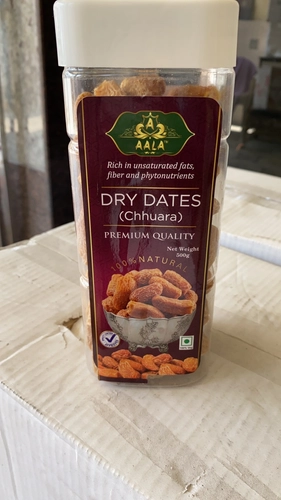 A
AALA
Rich in unsaturated fats,
fiber and phytonutrients
DRY DATES
(Chhuara)
PREMIUM QUALITY
Net Weight
500g
100% NATURAL